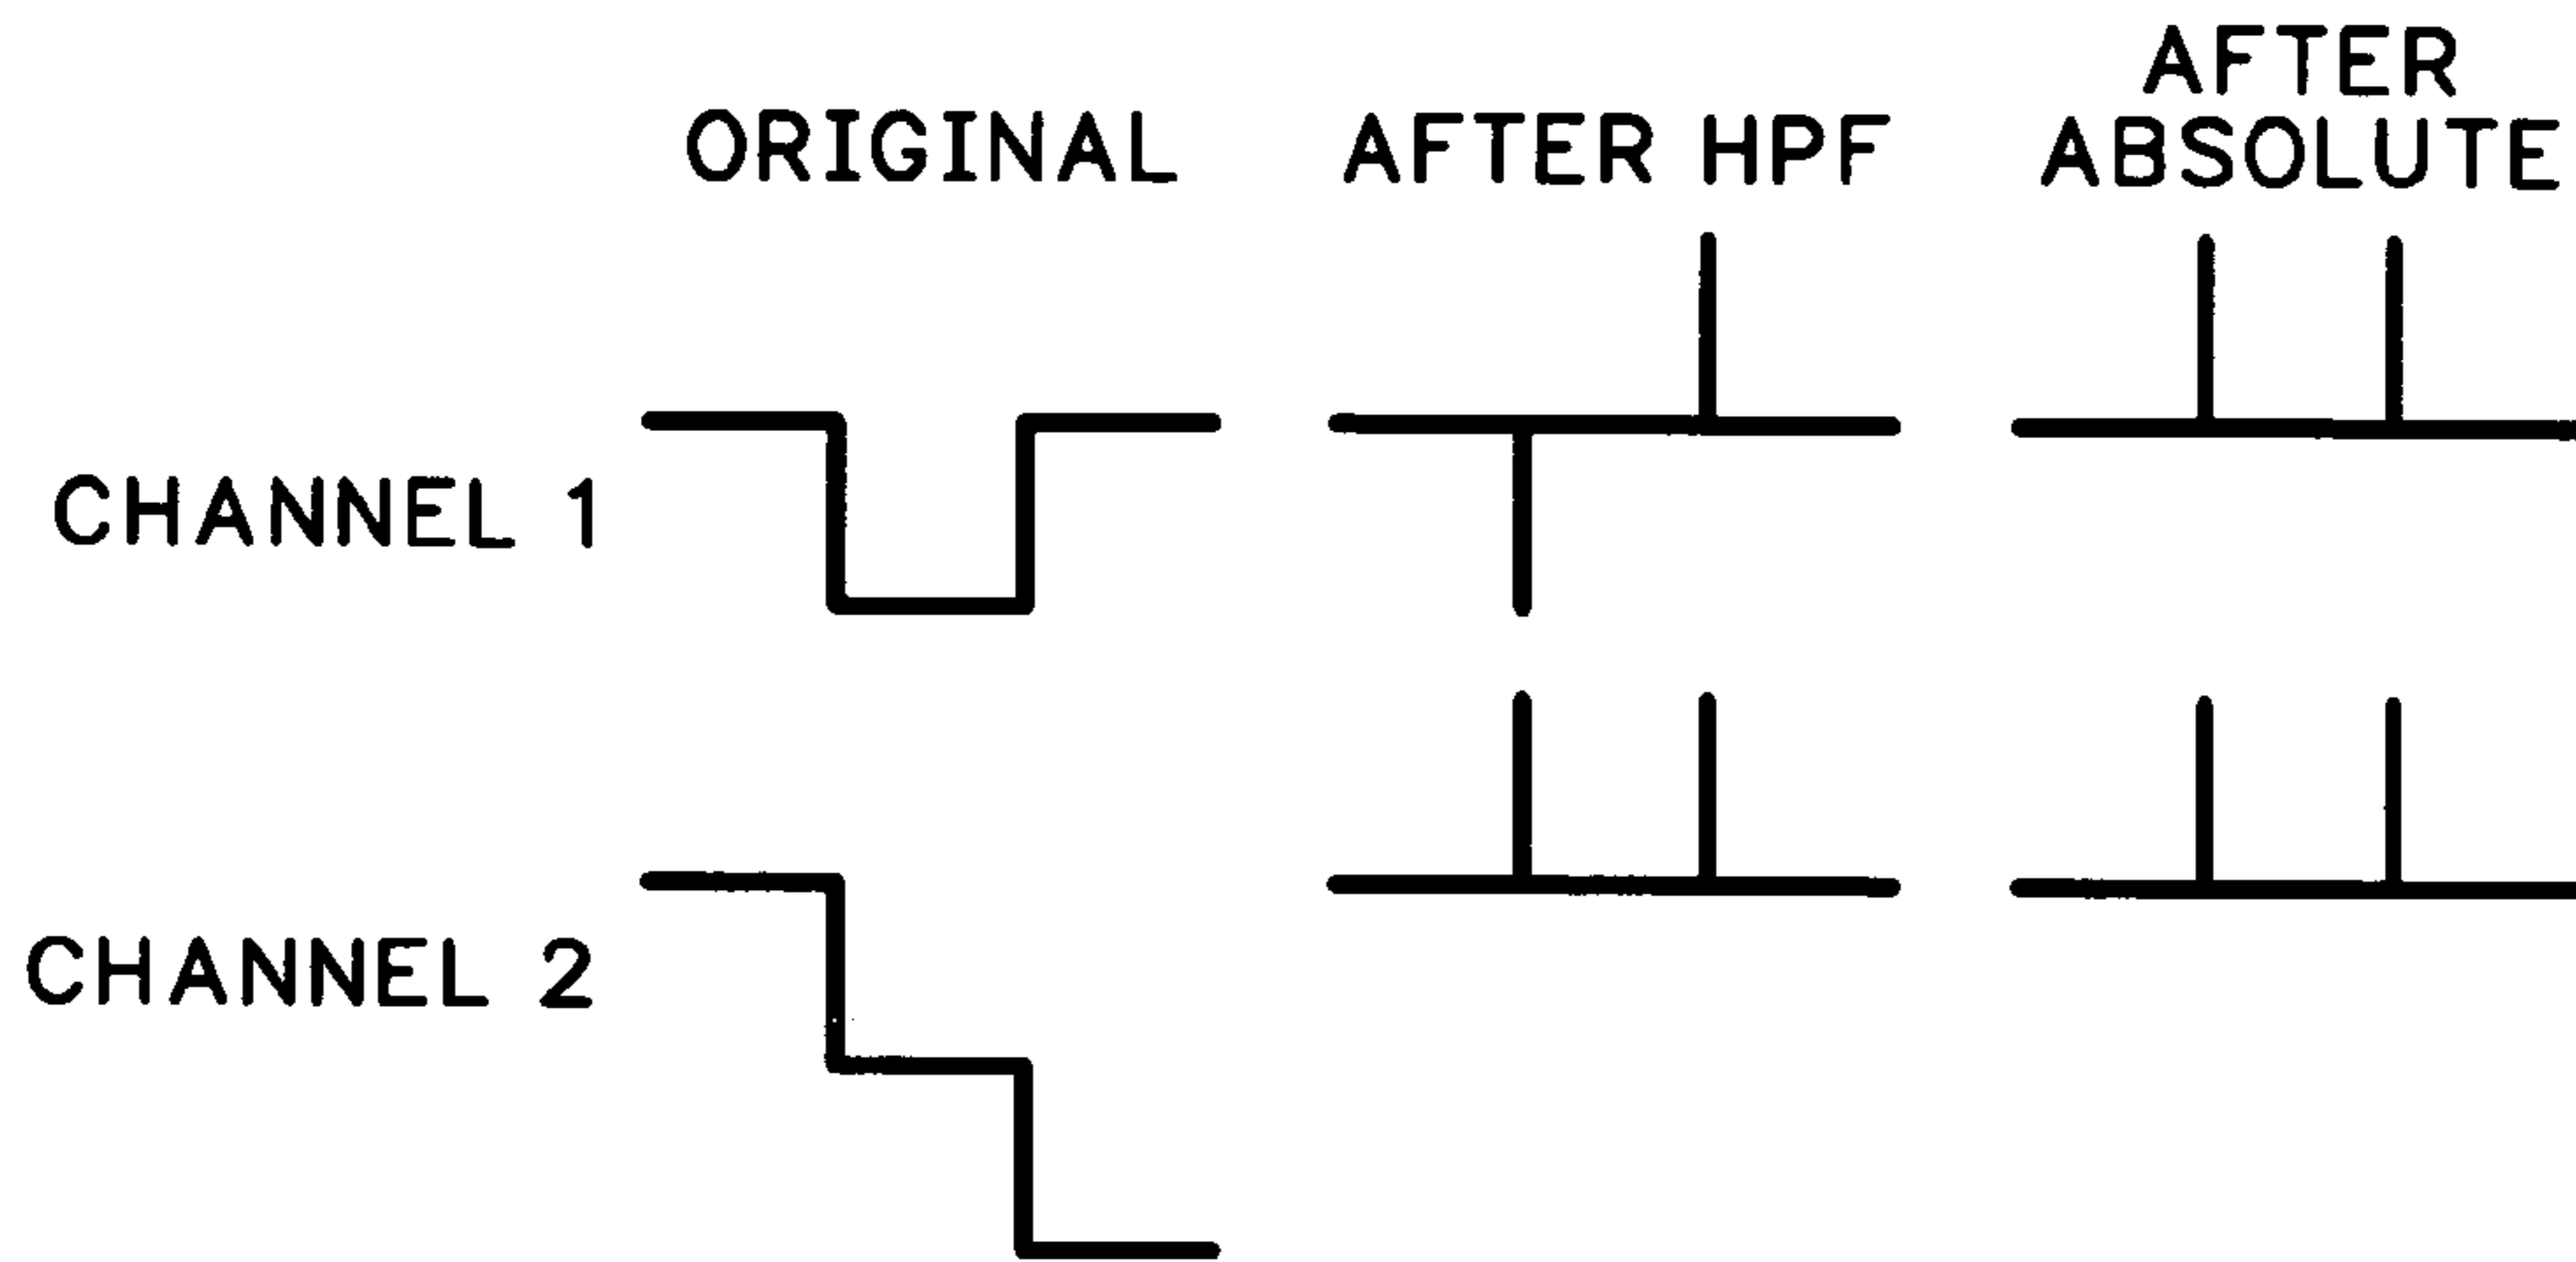 ORIGINAL
AFTER HPF
AFTER
ABSOLUTE
CHANNEL 1
CHANNEL 2